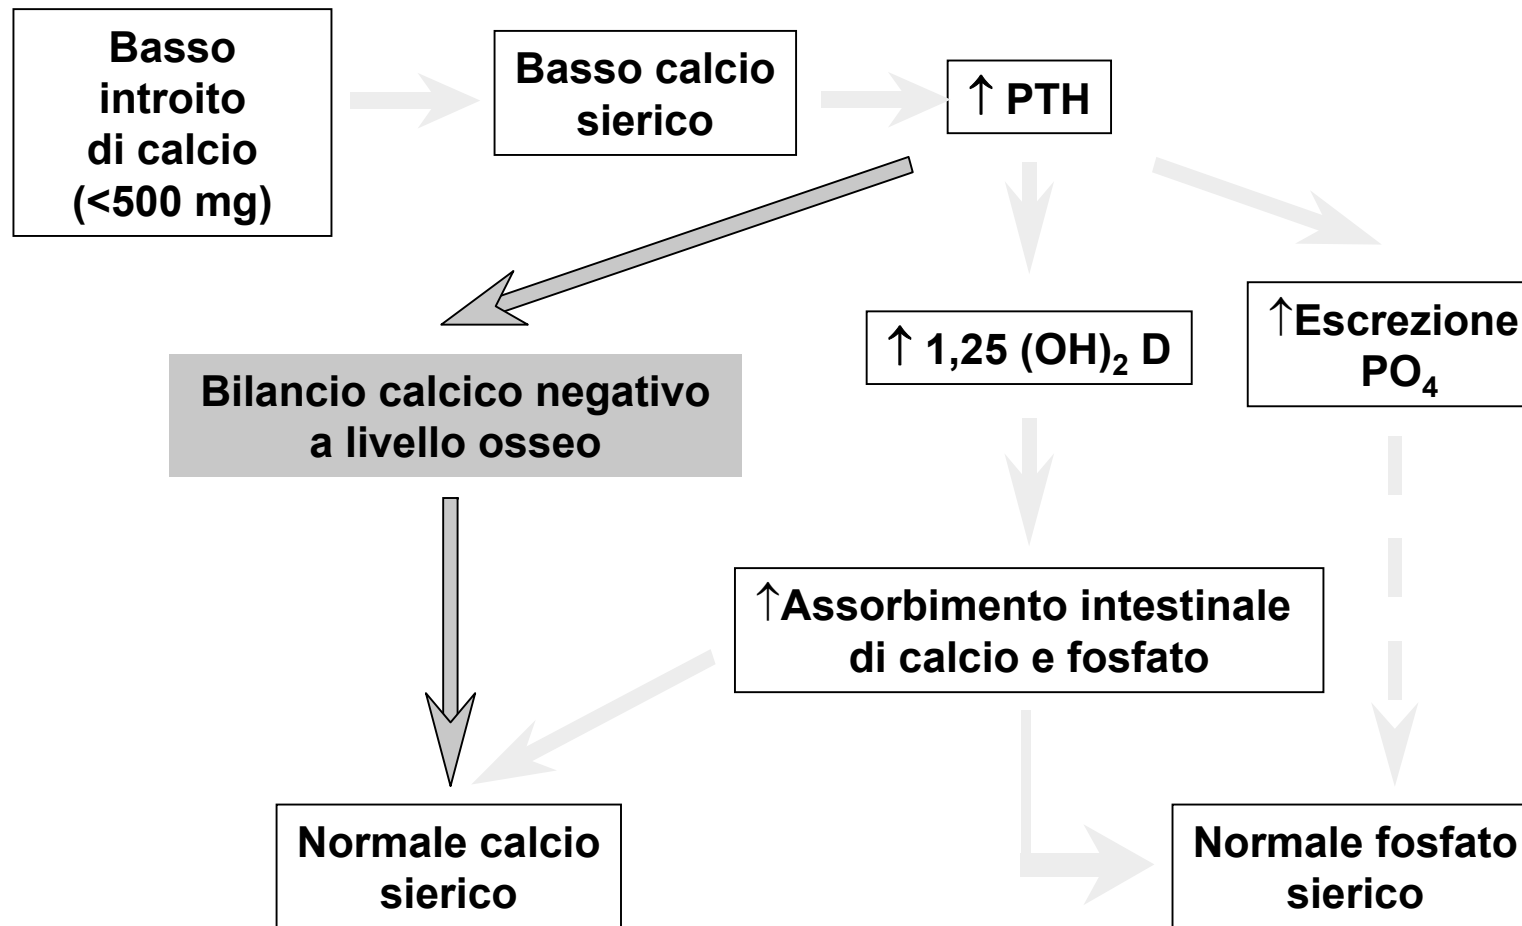 Basso
introito
di calcio
(<500 mg)
Basso calcio
sierico
↑ PTH
↑ 1,25 (OH)₂ D
↑Escrezione
PO₄
Bilancio calcico negativo
a livello osseo
↑Assorbimento intestinale
di calcio e fosfato
Normale calcio
sierico
Normale fosfato
sierico